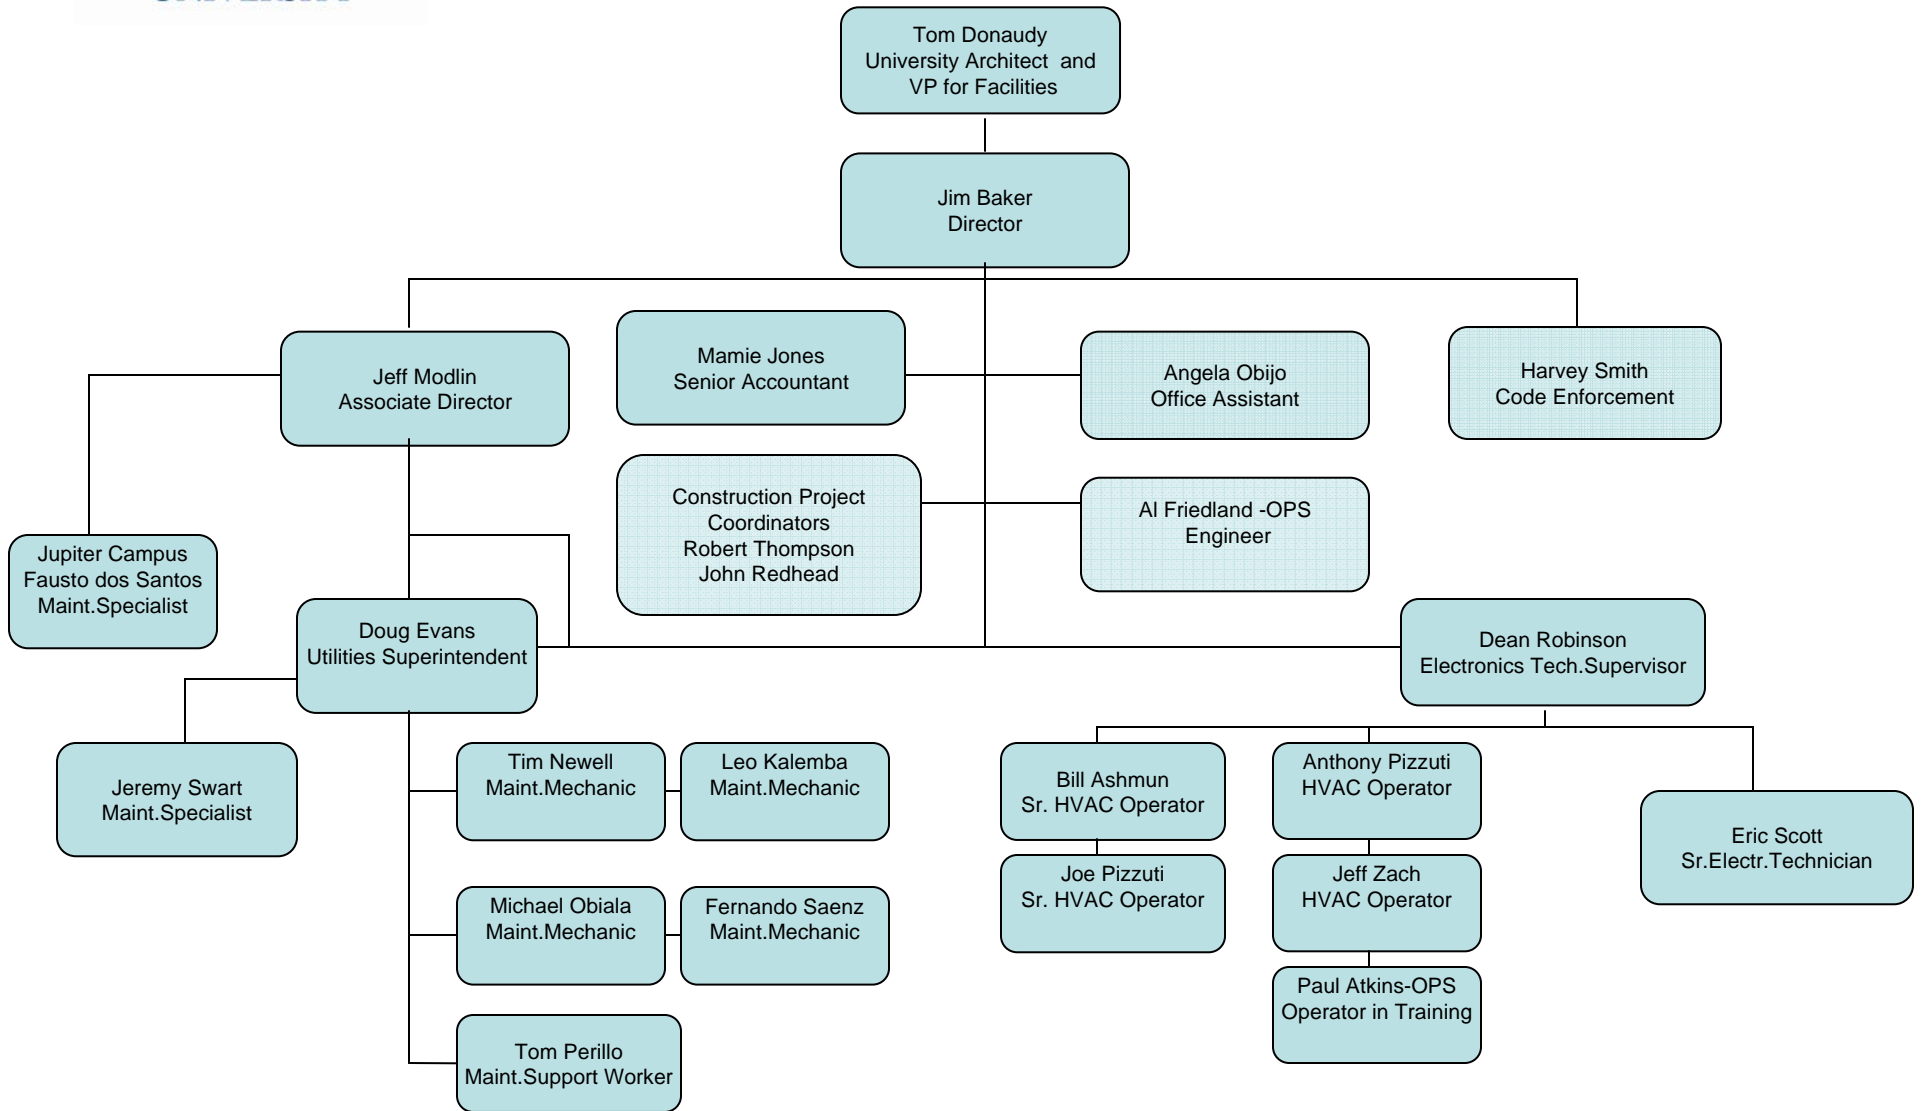 Tom Donaudy
University Architect and
VP for Facilities
Jim Baker
Director
Jeff Modlin
Associate Director
Mamie Jones
Senior Accountant
Angela Obijo
Office Assistant
Harvey Smith
Code Enforcement
Construction Project
Coordinators
Robert Thompson
John Redhead
Al Friedland -OPS
Engineer
Jupiter Campus
Fausto dos Santos
Maint.Specialist
Doug Evans
Utilities Superintendent
Dean Robinson
Electronics Tech.Supervisor
Jeremy Swart
Maint.Specialist
Tim Newell
Maint.Mechanic
Leo Kalemba
Maint.Mechanic
Bill Ashmun
Sr. HVAC Operator
Anthony Pizzuti
HVAC Operator
Eric Scott
Sr.Electr.Technician
Joe Pizzuti
Sr. HVAC Operator
Jeff Zach
HVAC Operator
Michael Obiala
Maint.Mechanic
Fernando Saenz
Maint.Mechanic
Paul Atkins-OPS
Operator in Training
Tom Perillo
Maint.Support Worker